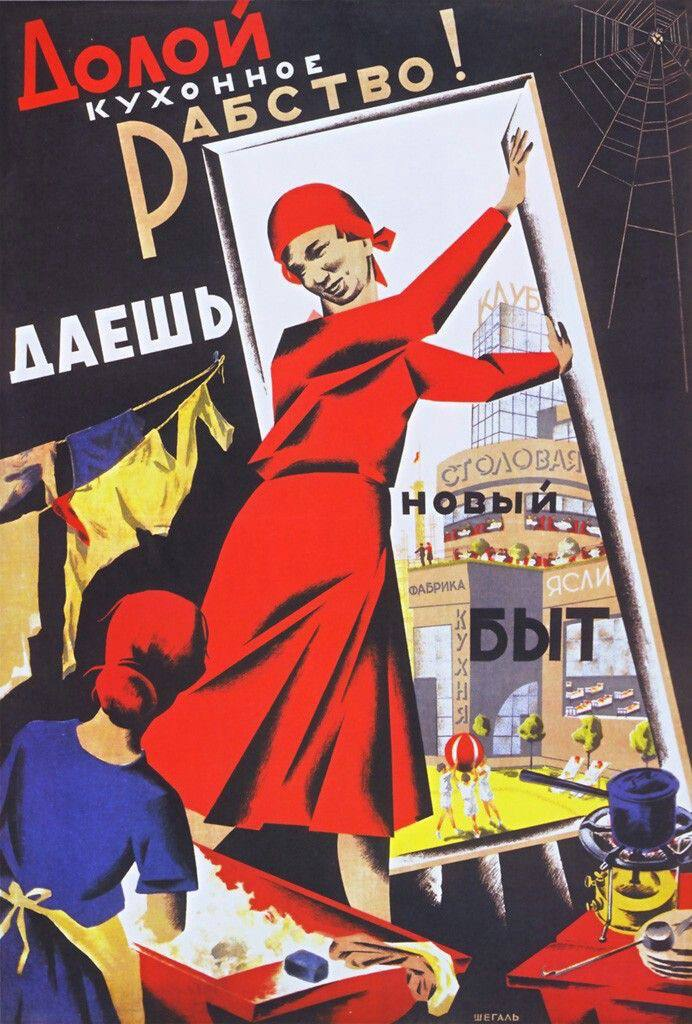 Долой
кухонное
Рабство!
ДАЕШЬ
НОВЫЙ
БЫТ
КЛУБ
СТОЛОВАЯ
ФАБРИКА
КУХНЯ
ЯСЛИ
ШЕГАЛЬ